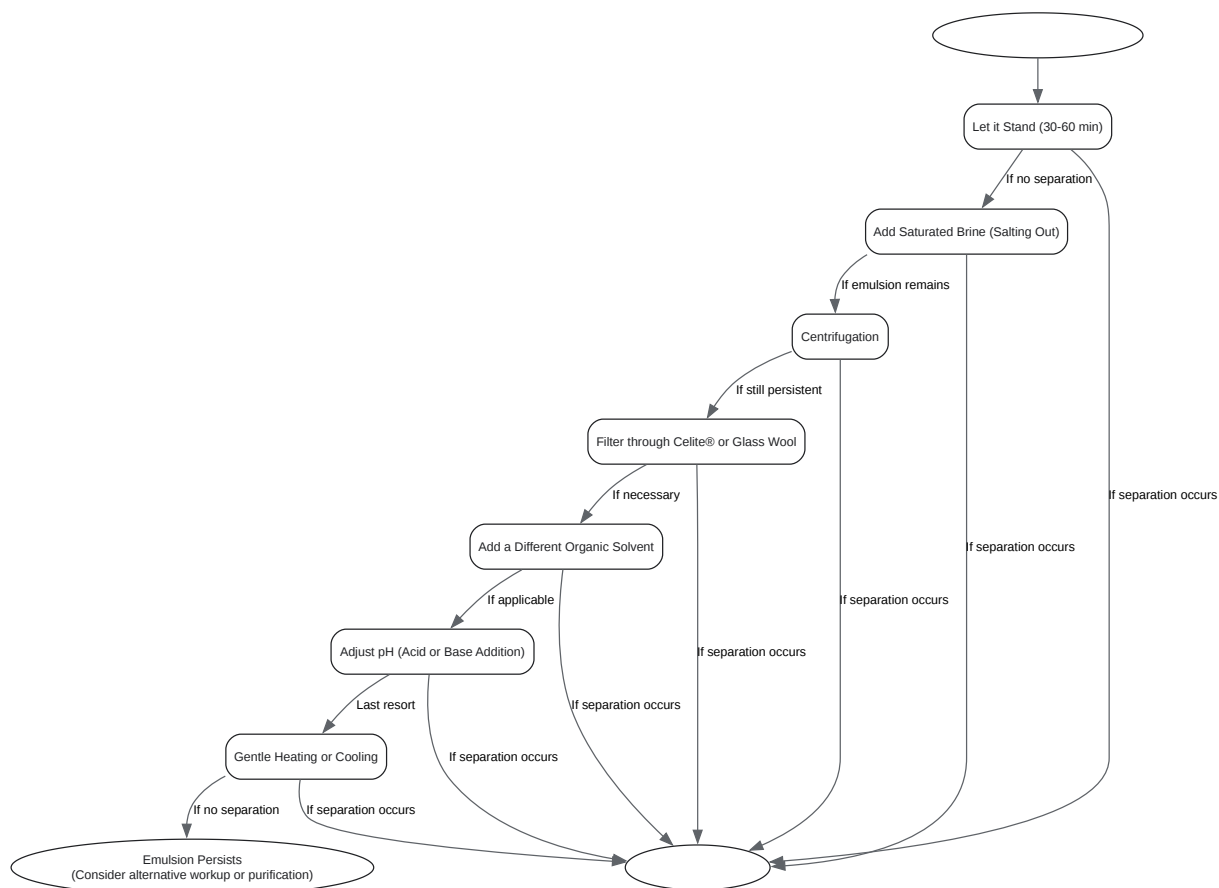 Let it Stand (30-60 min)
If no separation
Add Saturated Brine (Salting Out)
If emulsion remains
Centrifugation
If still persistent
Filter through Celite® or Glass Wool
If necessary
If separation occurs
Add a Different Organic Solvent
If separation occurs
If applicable
If separation occurs
Adjust pH (Acid or Base Addition)
If separation occurs
Last resort
If separation occurs
Gentle Heating or Cooling
If separation occurs
If no separation
If separation occurs
Emulsion Persists
(Consider alternative workup or purification)